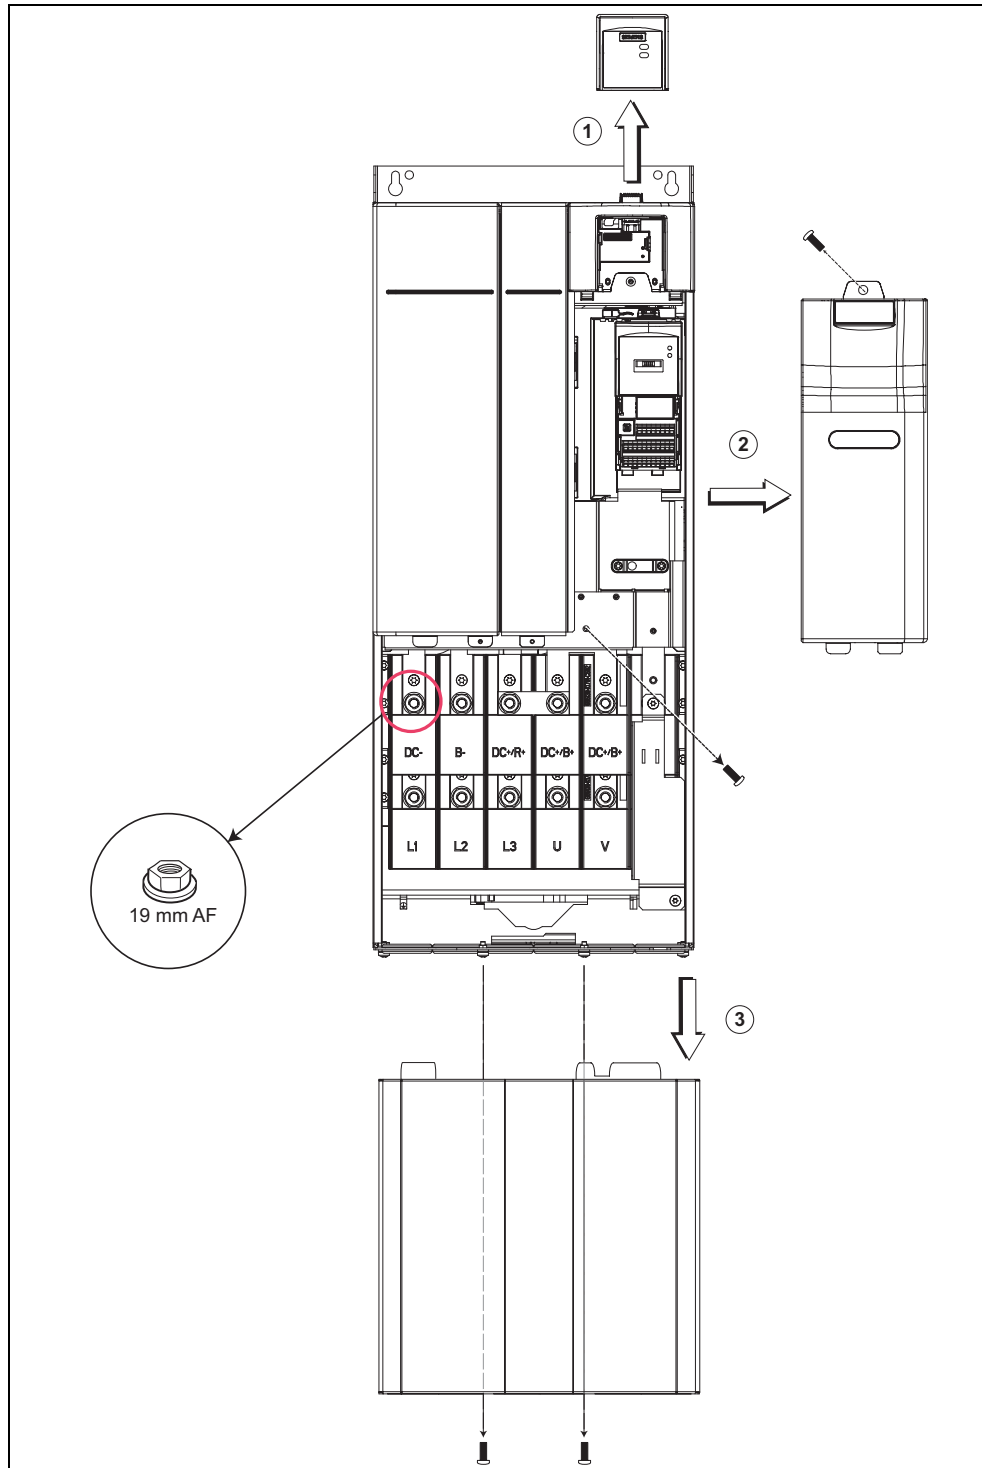 1
2
DC- B- DC+/R+ DC+/B+ DC+/B+
L1 L2 L3 U V
19 mm AF
3